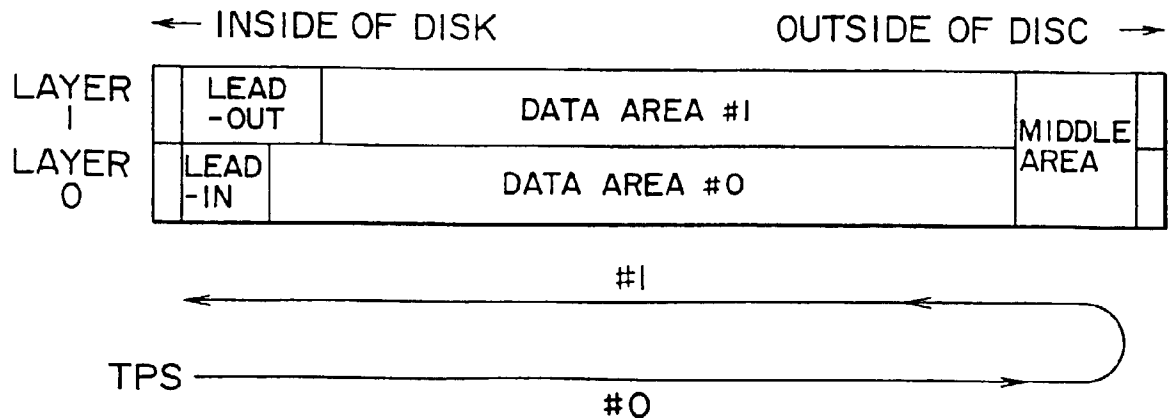 ← INSIDE OF DISK
OUTSIDE OF DISC →
LAYER
1
LEAD
-OUT
DATA AREA #1
MIDDLE
AREA
LAYER
0
LEAD
-IN
DATA AREA #0
#1
TPS
#0